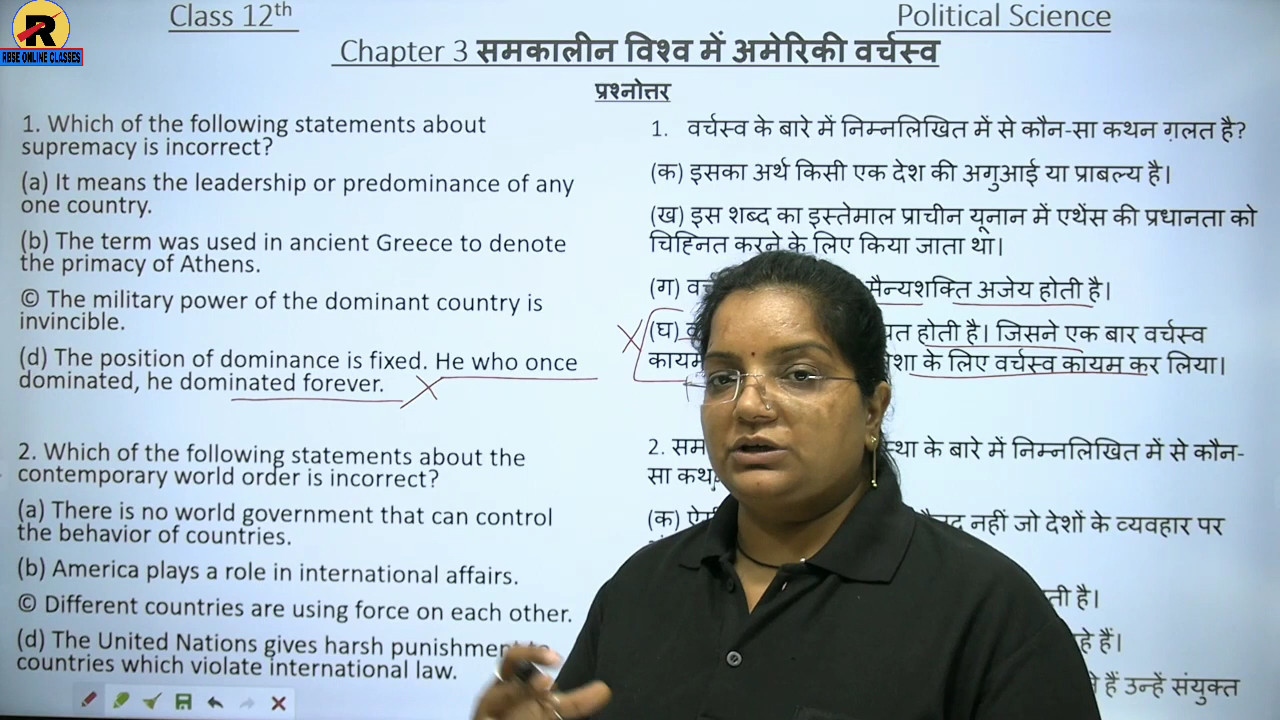 R
RBSE ONLINE CLASSES
Class 12th
Political Science
Chapter 3 समकालीन विश्व में अमेरिकी वर्चस्व
प्रश्नोत्तर
1. Which of the following statements about
supremacy is incorrect?
(a) It means the leadership or predominance of any
one country.
(b) The term was used in ancient Greece to denote
the primacy of Athens.
© The military power of the dominant country is
invincible.
(d) The position of dominance is fixed. He who once
dominated, he dominated forever.
2. Which of the following statements about the
contemporary world order is incorrect?
(a) There is no world government that can control
the behavior of countries.
(b) America plays a role in international affairs.
© Different countries are using force on each other.
(d) The United Nations gives harsh punishment to
countries which violate international law.
1. वर्चस्व के बारे में निम्नलिखित में से कौन-सा कथन ग़लत है?
(क) इसका अर्थ किसी एक देश की अगुआई या प्राबल्य है।
(ख) इस शब्द का इस्तेमाल प्राचीन यूनान में एथेंस की प्रधानता को
चिह्नित करने के लिए किया जाता था।
(ग) सैन्यशक्ति अजेय होती है।
(घ) होती है। जिसने एक बार वर्चस्व
के लिए वर्चस्व कायम कर लिया।
2. के बारे में निम्नलिखित में से कौन-
सा
(क) नहीं जो देशों के व्यवहार पर
है।
हैं।
हैं उन्हें संयुक्त